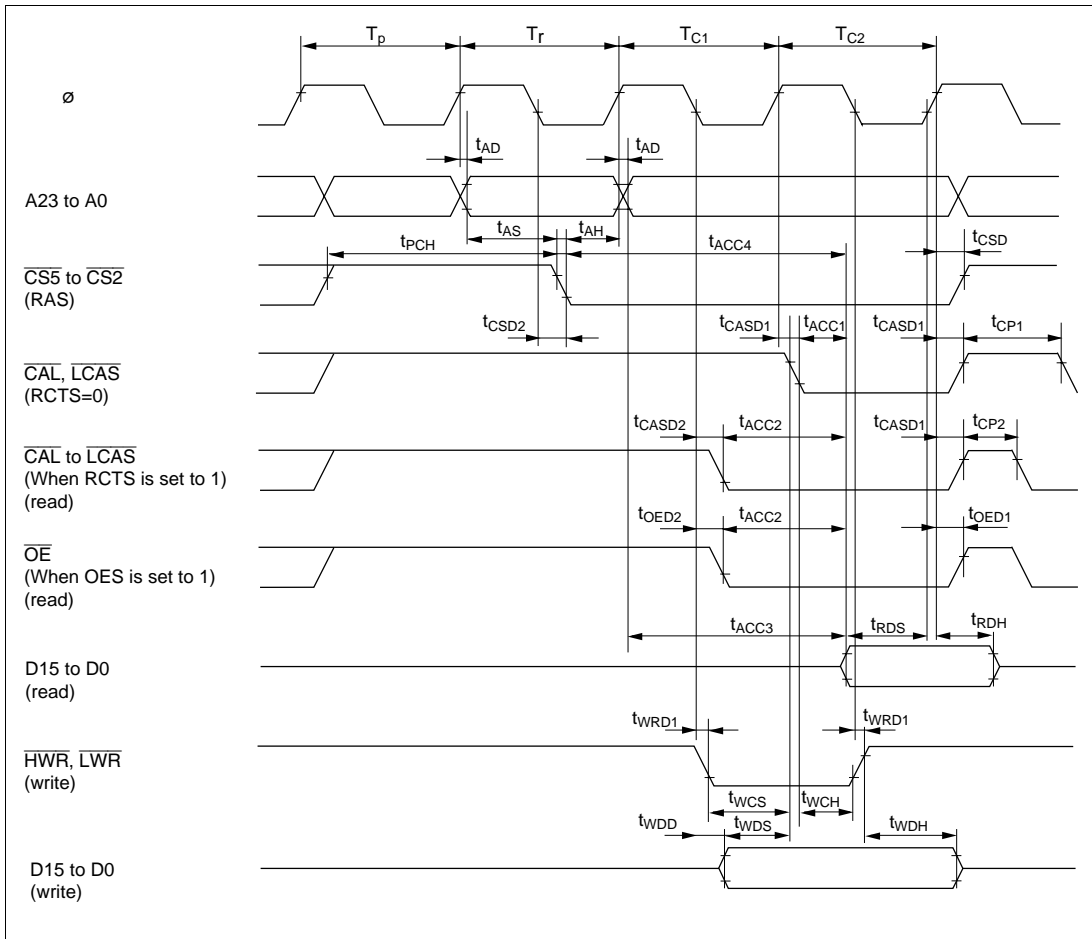 Tp Tr TC1 TC2
ø
tAD tAD
A23 to A0
tAS tAH
tPCH tACC4 tCSD
CS5 to CS2
(RAS)
tCSD2 tCASD1 tACC1 tCASD1 tCP1
CAL, LCAS
(RCTS=0)
tCASD2 tACC2 tCASD1 tCP2
CAL to LCAS
(When RCTS is set to 1)
(read)
tOED2 tACC2 tOED1
OE
(When OES is set to 1)
(read)
tACC3 tRDS tRDH
D15 to D0
(read)
tWRD1 tWRD1
HWR, LWR
(write)
tWCS tWCH
tWDD tWDS tWDH
D15 to D0
(write)